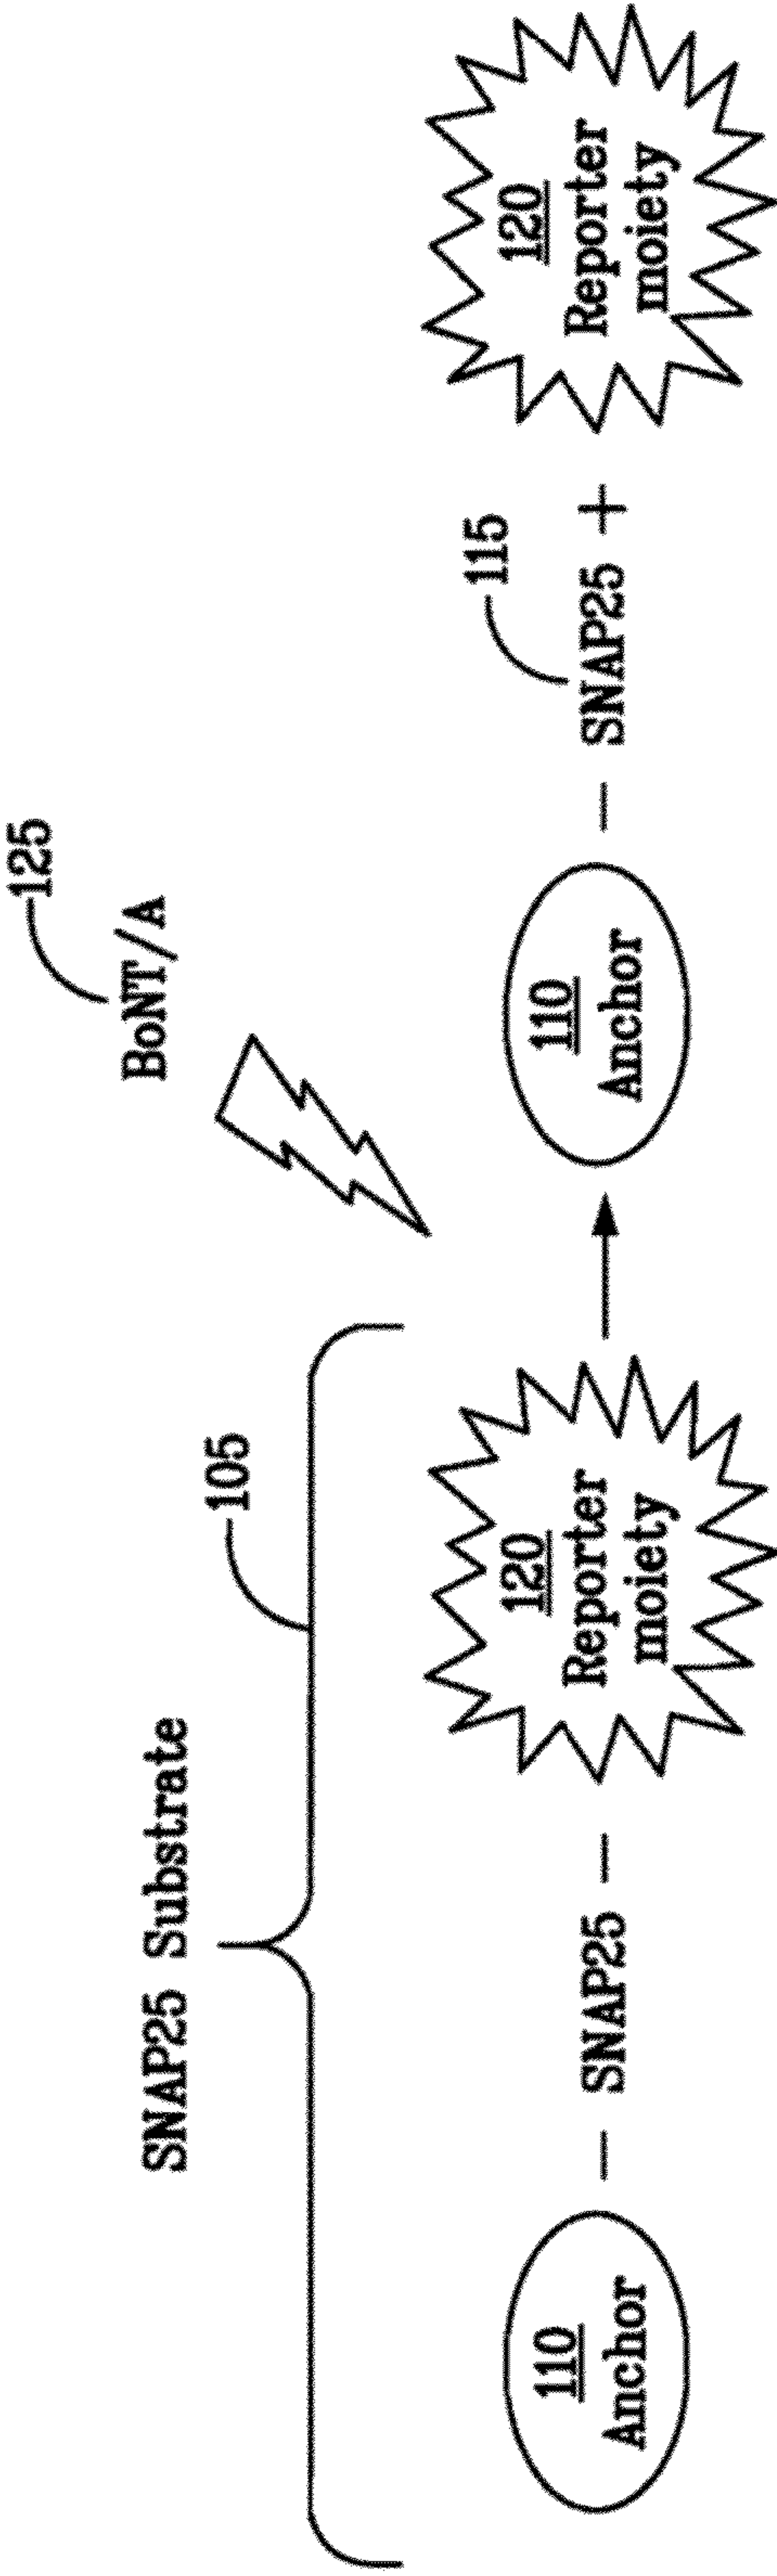 SNAP25 Substrate
105
BoNT/A
125
110
Anchor
— SNAP25 —
120
Reporter
moiety
110
Anchor
— SNAP25 +
115
120
Reporter
moiety